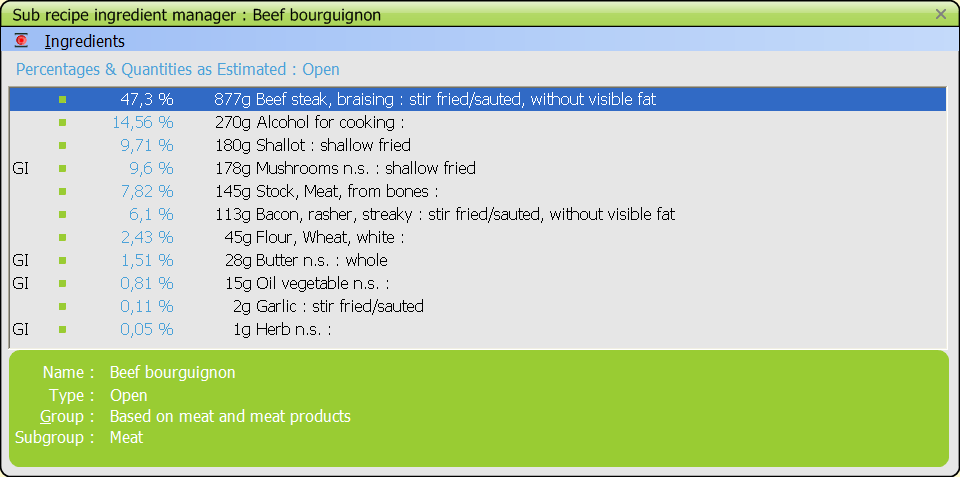 Sub recipe ingredient manager : Beef bourguignon
Ingredients
Percentages & Quantities as Estimated : Open
47,3 % 877g Beef steak, braising : stir fried/sauted, without visible fat
14,56 % 270g Alcohol for cooking :
9,71 % 180g Shallot : shallow fried
GI 9,6 % 178g Mushrooms n.s. : shallow fried
7,82 % 145g Stock, Meat, from bones :
6,1 % 113g Bacon, rasher, streaky : stir fried/sauted, without visible fat
2,43 % 45g Flour, Wheat, white :
GI 1,51 % 28g Butter n.s. : whole
GI 0,81 % 15g Oil vegetable n.s. :
0,11 % 2g Garlic : stir fried/sauted
GI 0,05 % 1g Herb n.s. :
Name : Beef bourguignon
Type : Open
Group : Based on meat and meat products
Subgroup : Meat